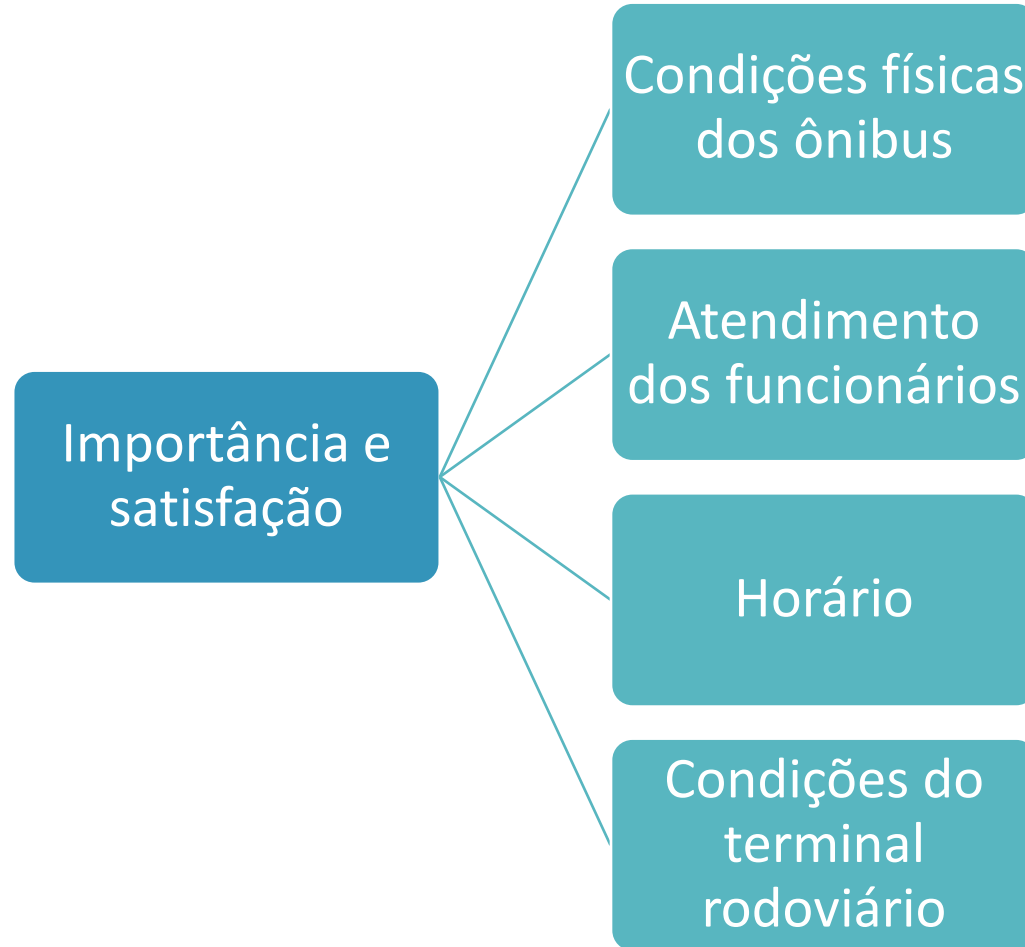 Importância e
satisfação
Condições físicas
dos ônibus
Atendimento
dos funcionários
Horário
Condições do
terminal
rodoviário